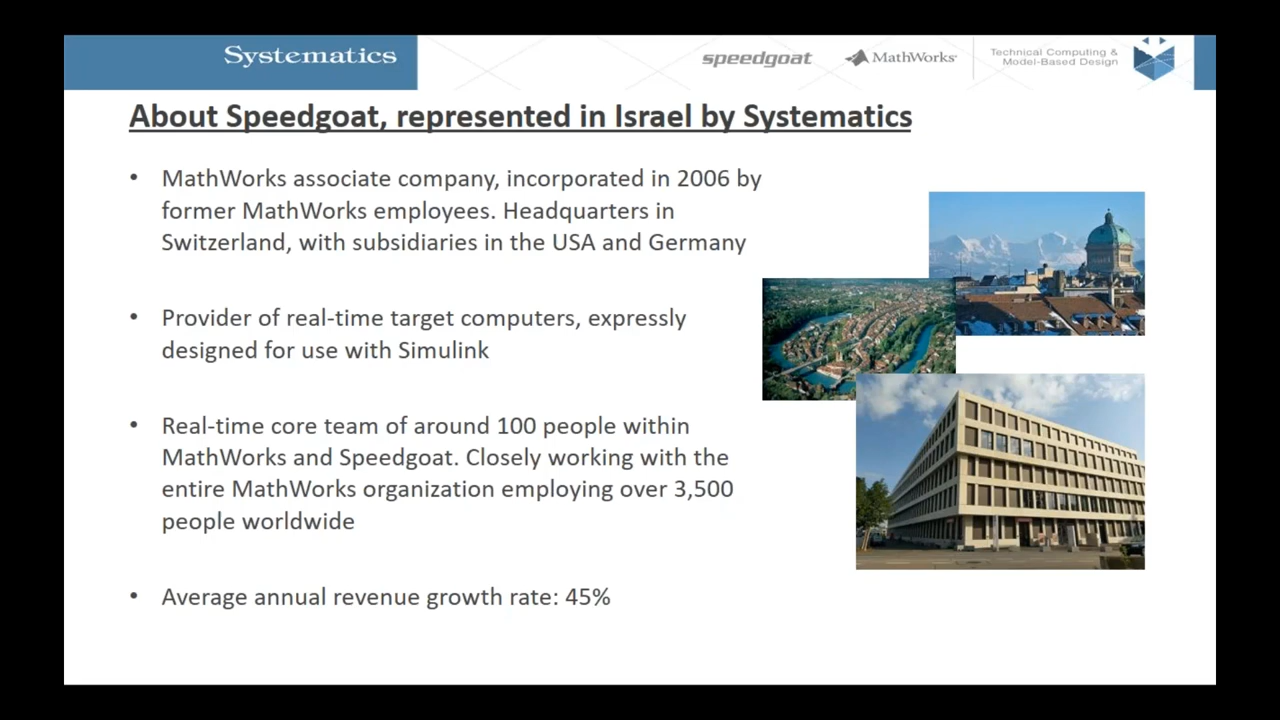 Systematics
speedgoat
MathWorks®
Technical Computing &
Model-Based Design
About Speedgoat, represented in Israel by Systematics
• MathWorks associate company, incorporated in 2006 by
former MathWorks employees. Headquarters in
Switzerland, with subsidiaries in the USA and Germany
• Provider of real-time target computers, expressly
designed for use with Simulink
• Real-time core team of around 100 people within
MathWorks and Speedgoat. Closely working with the
entire MathWorks organization employing over 3,500
people worldwide
• Average annual revenue growth rate: 45%